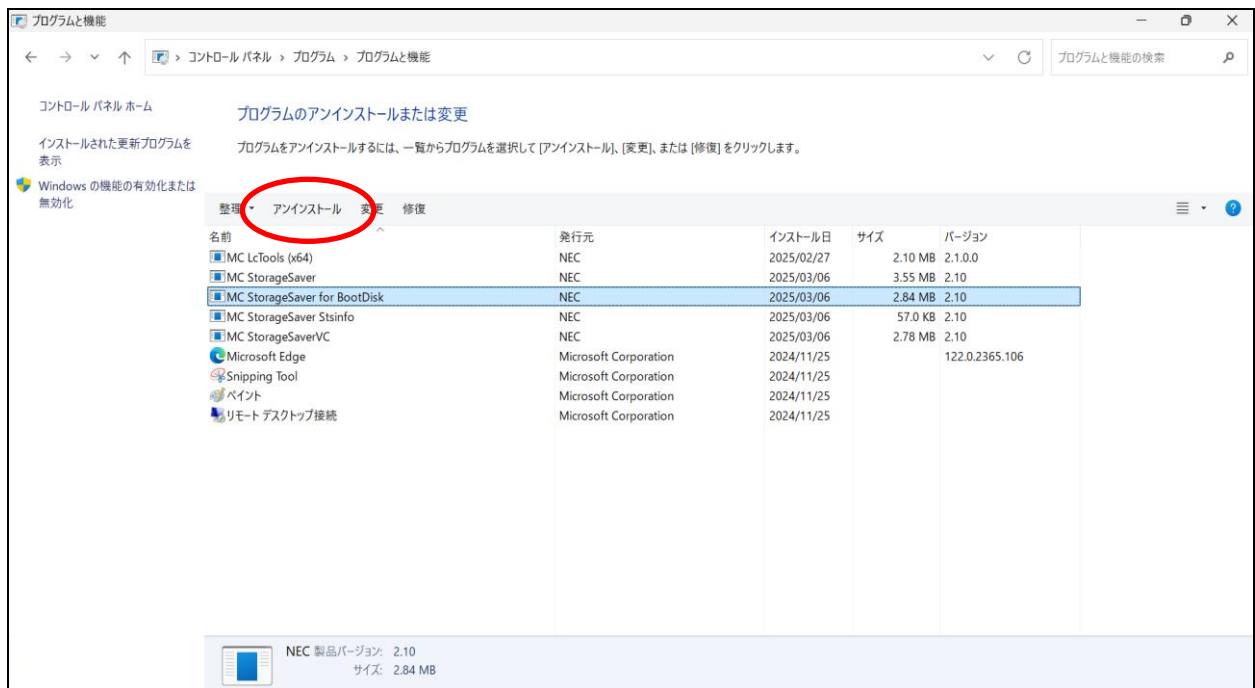 プログラムと機能
コントロール パネル › プログラム › プログラムと機能
プログラムと機能の検索
コントロール パネル ホーム
インストールされた更新プログラムを
表示
Windows の機能の有効化または
無効化
プログラムのアンインストールまたは変更
プログラムをアンインストールするには、一覧からプログラムを選択して [アンインストール]、[変更]、または [修復] をクリックします。
整理 アンインストール 変更 修復
名前 発行元 インストール日 サイズ バージョン
MC LcTools (x64) NEC 2025/02/27 2.10 MB 2.1.0.0
MC StorageSaver NEC 2025/03/06 3.55 MB 2.10
MC StorageSaver for BootDisk NEC 2025/03/06 2.84 MB 2.10
MC StorageSaver Stsinfo NEC 2025/03/06 57.0 KB 2.10
MC StorageSaverVC NEC 2025/03/06 2.78 MB 2.10
Microsoft Edge Microsoft Corporation 2024/11/25 122.0.2365.106
Snipping Tool Microsoft Corporation 2024/11/25
ペイント Microsoft Corporation 2024/11/25
リモート デスクトップ接続 Microsoft Corporation 2024/11/25
NEC 製品バージョン: 2.10
サイズ: 2.84 MB